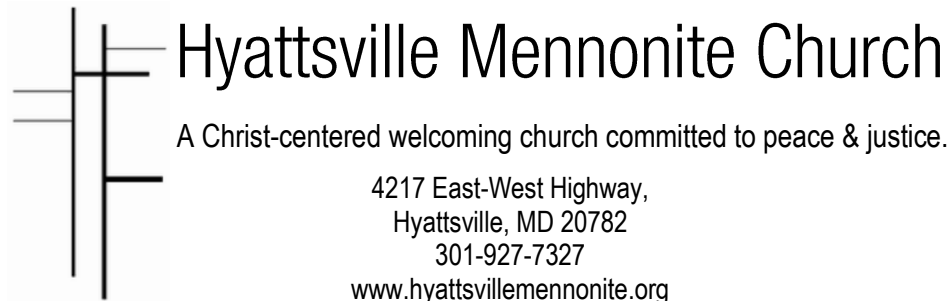 Hyattsville Mennonite Church
A Christ-centered welcoming church committed to peace & justice.
4217 East-West Highway,
Hyattsville, MD 20782
301-927-7327
www.hyattsvillemennonite.org